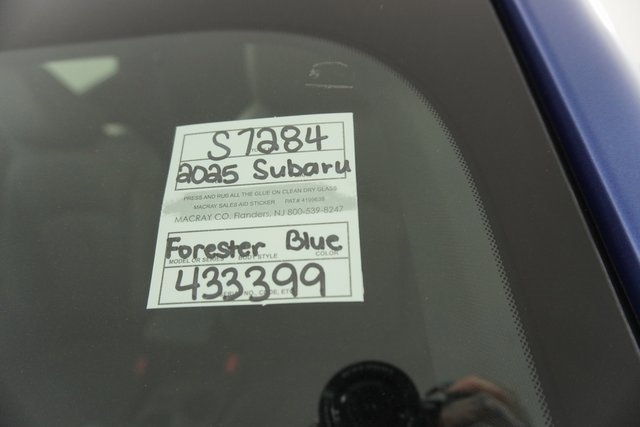 S7284
2025 Subaru
PRESS AND RUB ALL THE GLUE ON CLEAN DRY GLASS
MACRAY SALES AID STICKER PAT# 4199638
MACRAY CO. Flanders, NJ 800-539-8247
Forester Blue
MODEL OR SERIES BODY STYLE COLOR
433399